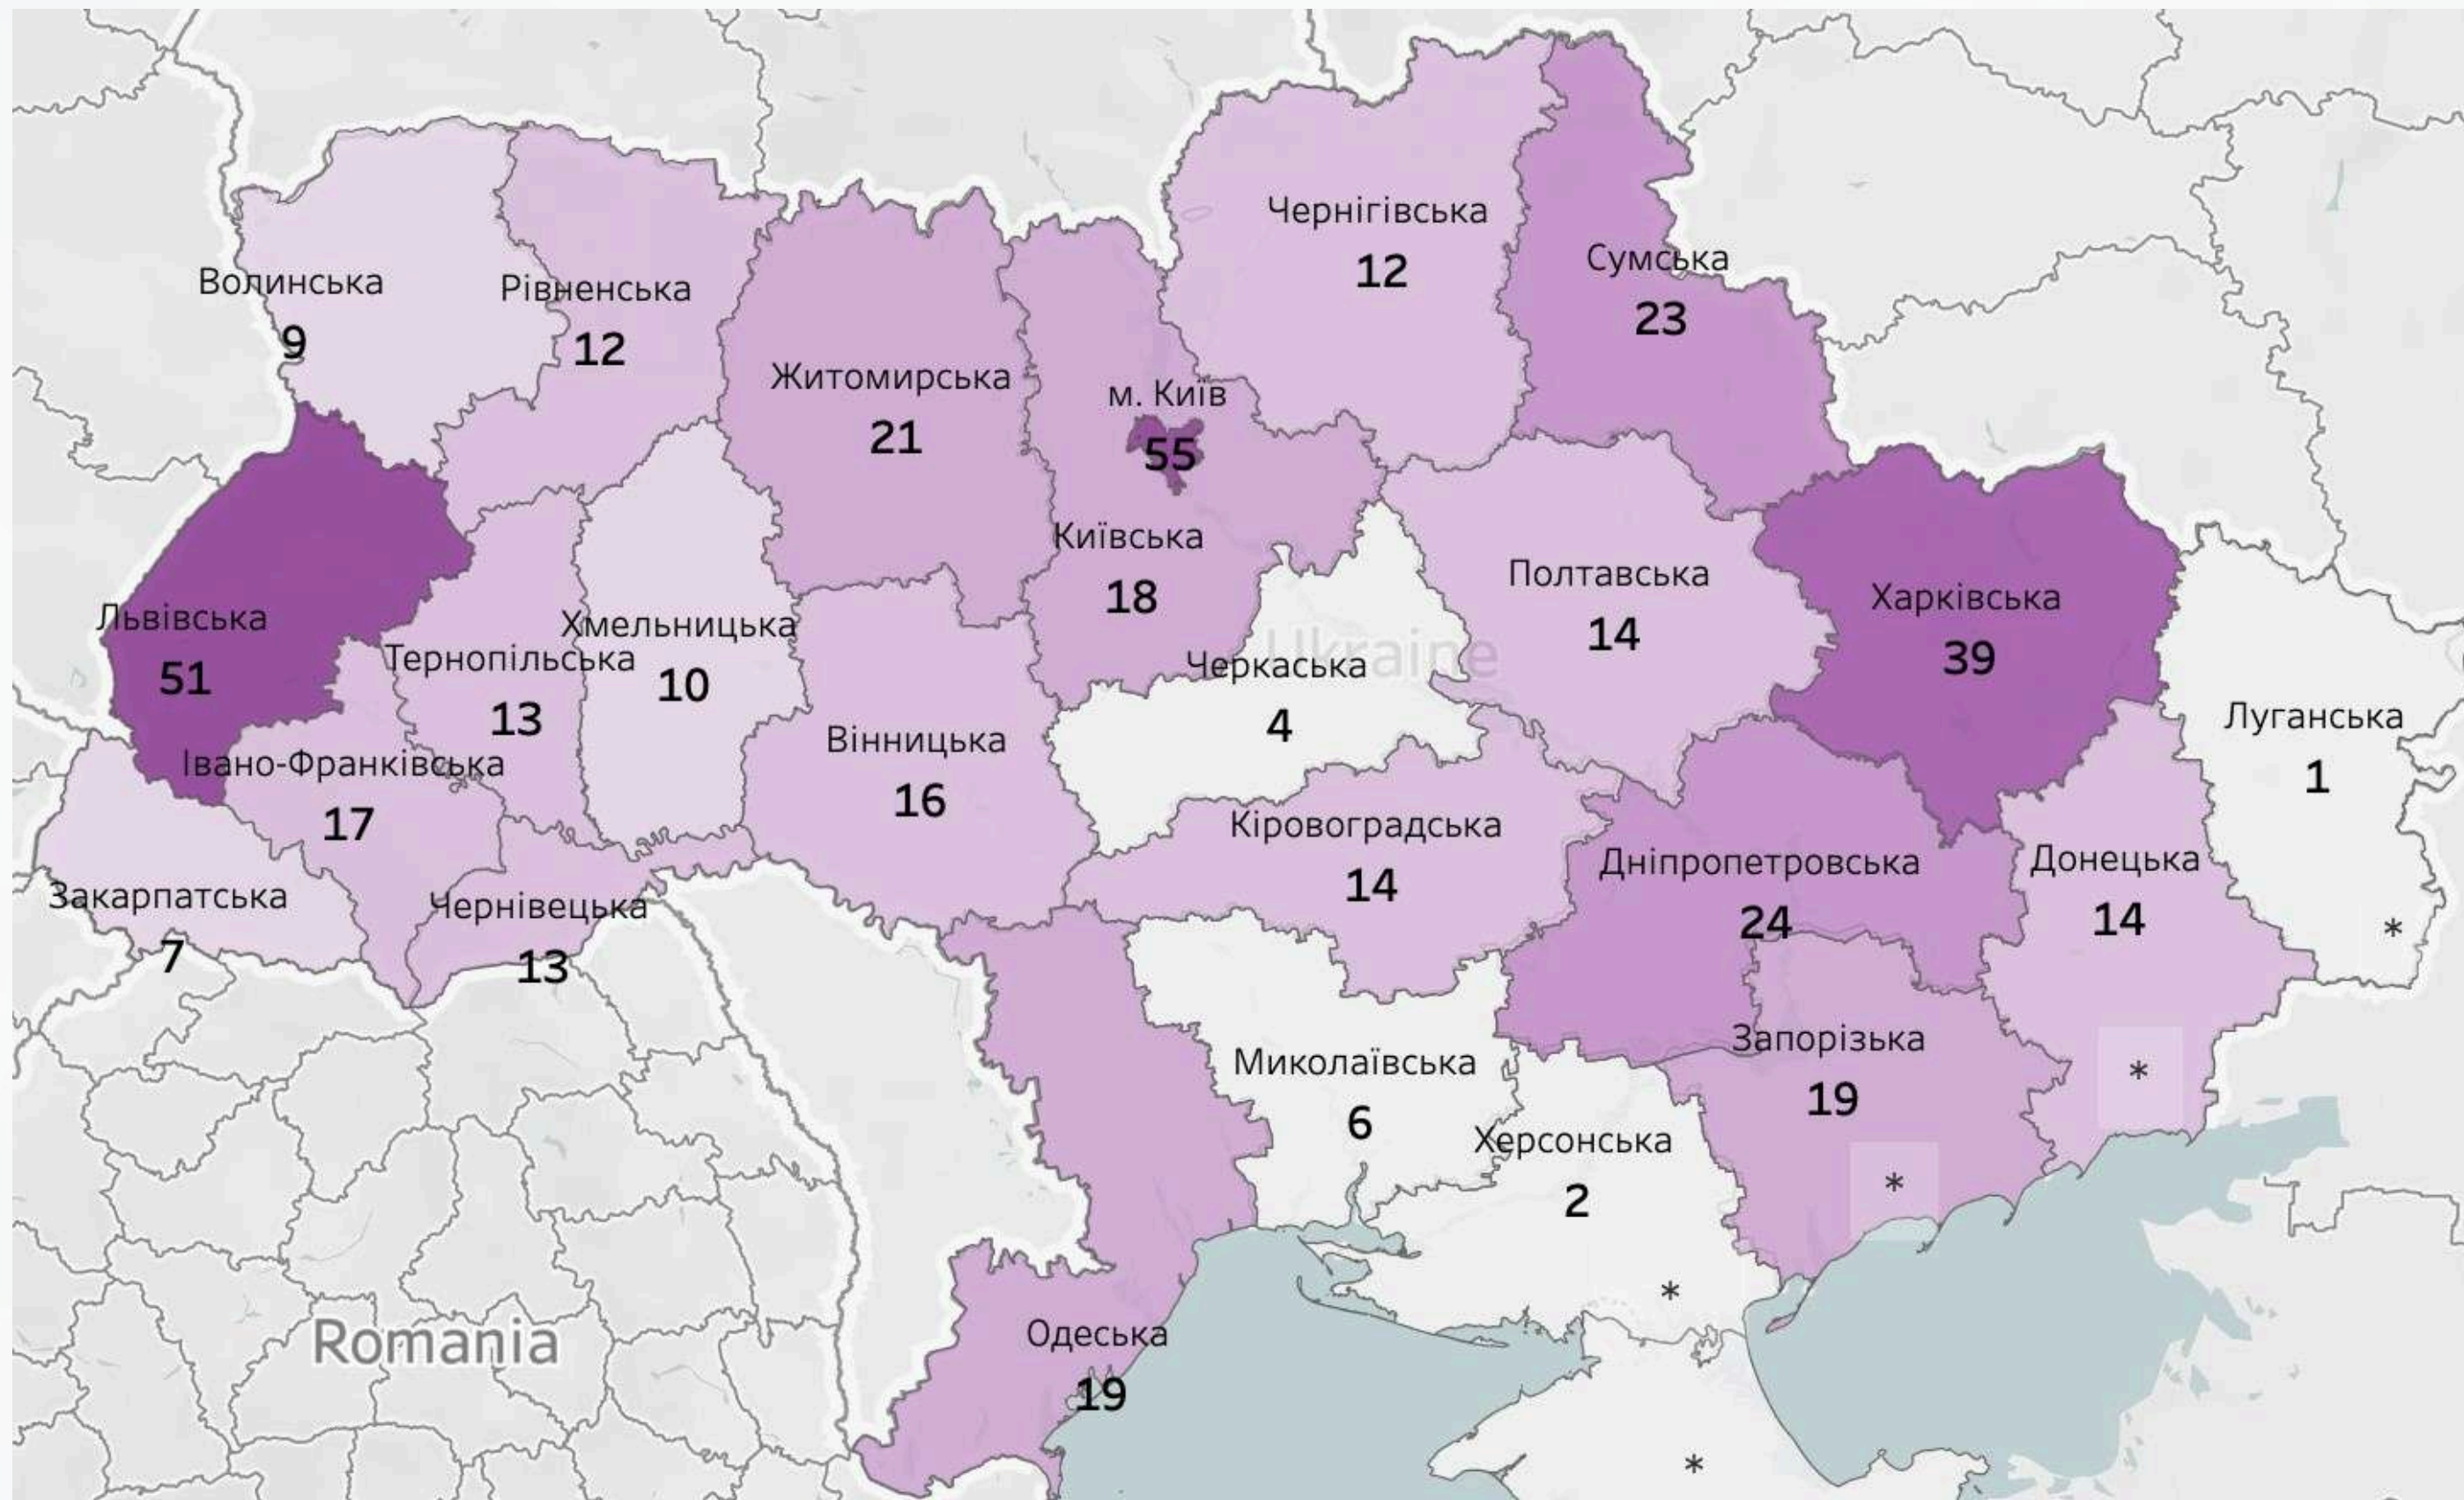 Чернігівська
12
Сумська
23
Волинська
9
Рівненська
12
Житомирська
21
м. Київ
55
Київська
18
Полтавська
14
Харківська
39
Львівська
51
Хмельницька
10
Тернопільська
13
Ukraine
Черкаська
4
Луганська
1
*
Вінницька
16
Івано-Франківська
17
Кіровоградська
14
Дніпропетровська
24
Донецька
14
*
Закарпатська
7
Чернівецька
13
Запорізька
19
*
Миколаївська
6
Херсонська
2
*
Romania
Одеська
19
*